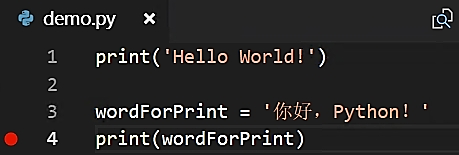 demo.py
1 print('Hello World!')
2
3 wordForPrint = '你好，Python！'
4 print(wordForPrint)